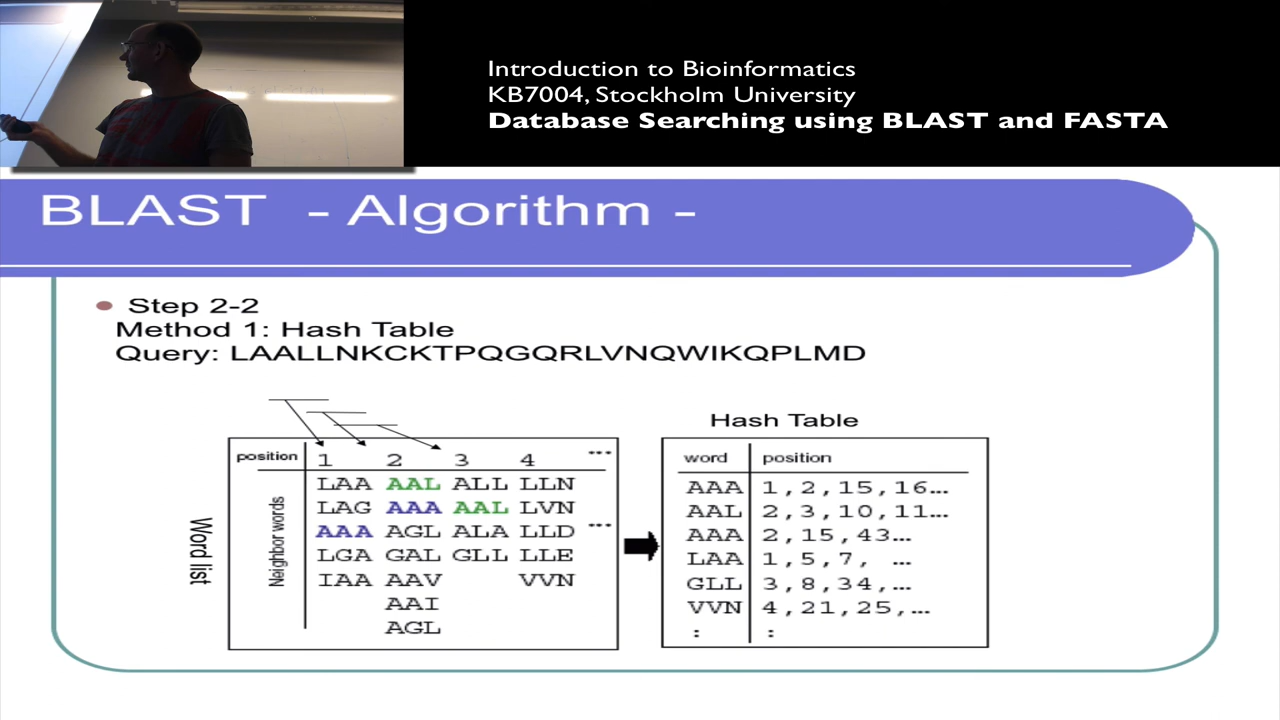 Introduction to Bioinformatics
KB7004, Stockholm University
Database Searching using BLAST and FASTA
BLAST - Algorithm -
Step 2-2
Method 1: Hash Table
Query: LAALLNKCKTPQGQRLVNQWIKQPLMD
position 1 2 3 4 ...
LAA AAL ALL LLN
LAG AAA AAL LVN
AAA AGL ALA LLD ...
LGA GAL GLL LLE
IAA AAV VVN
AAI
AGL
Neighbor words
Word list
Hash Table
word position
AAA 1,2,15,16...
AAL 2,3,10,11...
AAA 2,15,43...
LAA 1,5,7, ...
GLL 3,8,34,...
VVN 4,21,25,...
: :